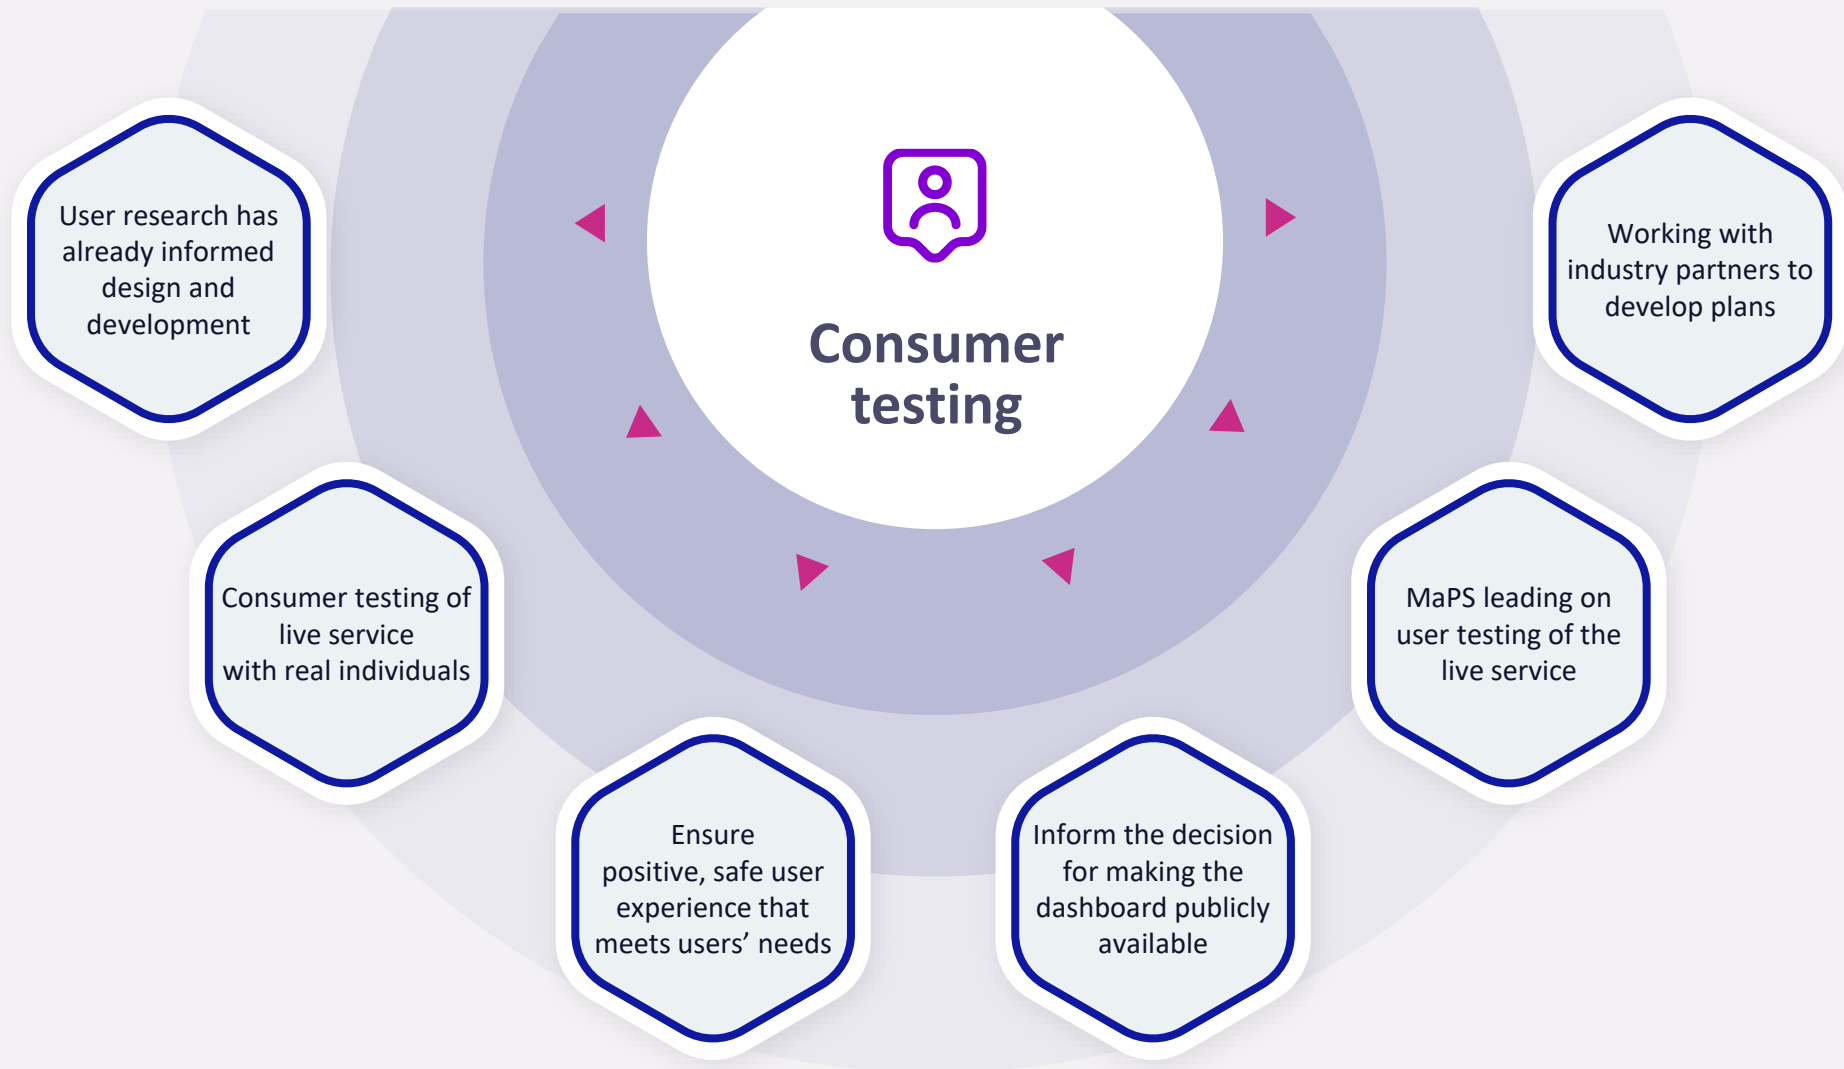 Consumer
testing
User research has
already informed
design and
development
Consumer testing of
live service
with real individuals
Ensure
positive, safe user
experience that
meets users’ needs
Inform the decision
for making the
dashboard publicly
available
MaPS leading on
user testing of the
live service
Working with
industry partners to
develop plans